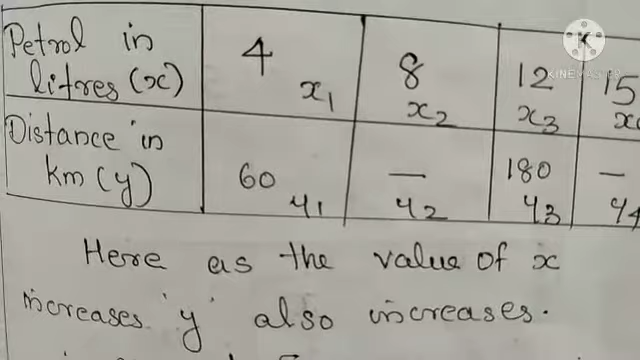 Petrol in
litres (x) 4 x1 8 x2 12 x3 15
Distance in
km (y) 60 y1 — y2 180 y3 — y4
Here as the value of x
increases 'y' also increases.
K
KINEMA